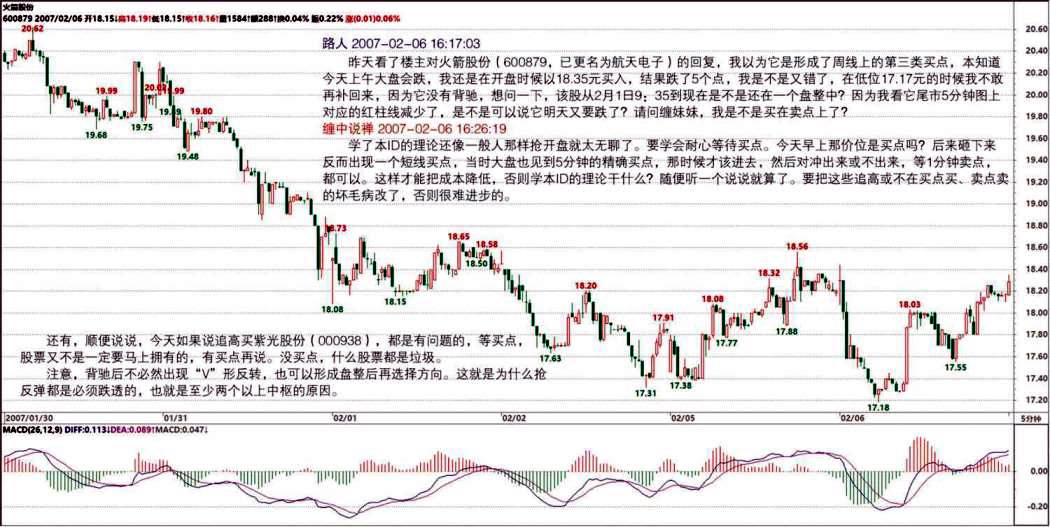 火箭股份
600879 2007/02/06 开18.15↓高18.19↑低18.15↑收18.16↑量1584↑额288↑换0.04% 振0.22% 涨(0.01)0.06%
路人 2007-02-06 16:17:03
昨天看了楼主对火箭股份（600879，已更名为航天电子）的回复，我以为它是形成了周线上的第三类买点，本知道
今天上午大盘会跌，我还是在开盘时候以18.35元买入，结果跌了5个点，我是不是又错了，在低位17.17元的时候我不敢
再补回来，因为它没有背驰，想问一下，该股从2月1日9；35到现在是不是还在一个盘整中？因为我看它尾市5分钟图上
对应的红柱线减少了，是不是可以说它明天又要跌了？请问缠妹妹，我是不是买在卖点上了？
缠中说禅 2007-02-06 16:26:19
学了本ID的理论还像一般人那样抢开盘就太无聊了。要学会耐心等待买点。今天早上那价位是买点吗？后来砸下来
反而出现一个短线买点，当时大盘也见到5分钟的精确买点，那时候才该进去，然后对冲出来或不出来，等1分钟卖点，
都可以。这样才能把成本降低，否则学本ID的理论干什么？随便听一个说说就算了。要把这些追高或不在买点买、卖点卖
的坏毛病改了，否则很难进步的。
还有，顺便说说，今天如果说追高买紫光股份（000938），都是有问题的，等买点，
股票又不是一定要马上拥有的，有买点再说。没买点，什么股票都是垃圾。
注意，背驰后不必然出现“V”形反转，也可以形成盘整后再选择方向。这就是为什么抢
反弹都是必须跌透的，也就是至少两个以上中枢的原因。
20.62
19.99
19.68
20.02
19.75
19.99
19.80
19.48
18.73
18.08
18.15
18.65
18.58
18.50
17.63
18.20
17.31
17.91
17.38
18.08
17.77
18.32
17.88
18.56
17.18
18.03
17.55
20.60
20.40
20.20
20.00
19.80
19.60
19.40
19.20
19.00
18.80
18.60
18.40
18.20
18.00
17.80
17.60
17.40
17.20
2007/01/30 01/31 02/01 02/02 02/05 02/06 5分钟
MACD(26,12,9) DIFF:0.113↓DEA:0.089↑MACD:0.047↓
0.00
-0.20